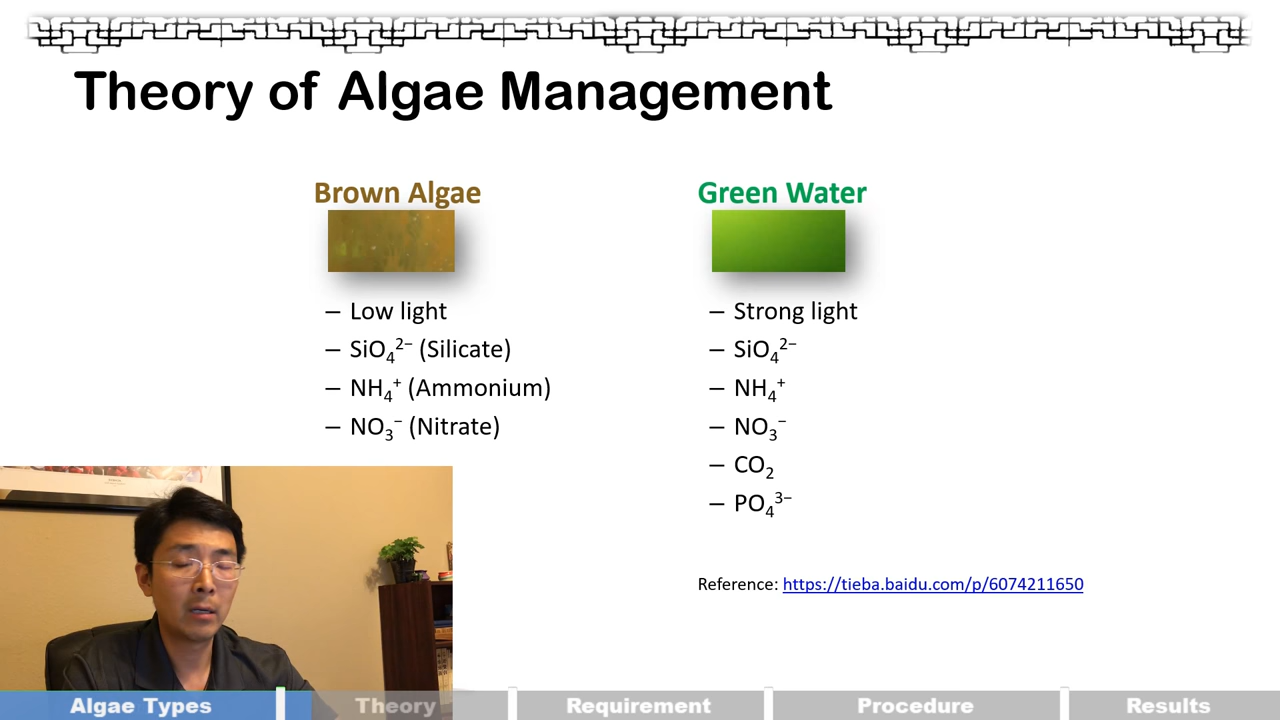 Theory of Algae Management
Brown Algae
– Low light
– SiO₄²⁻ (Silicate)
– NH₄⁺ (Ammonium)
– NO₃⁻ (Nitrate)
Green Water
– Strong light
– SiO₄²⁻
– NH₄⁺
– NO₃⁻
– CO₂
– PO₄³⁻
Reference: https://tieba.baidu.com/p/6074211650
Algae Types
Theory
Requirement
Procedure
Results